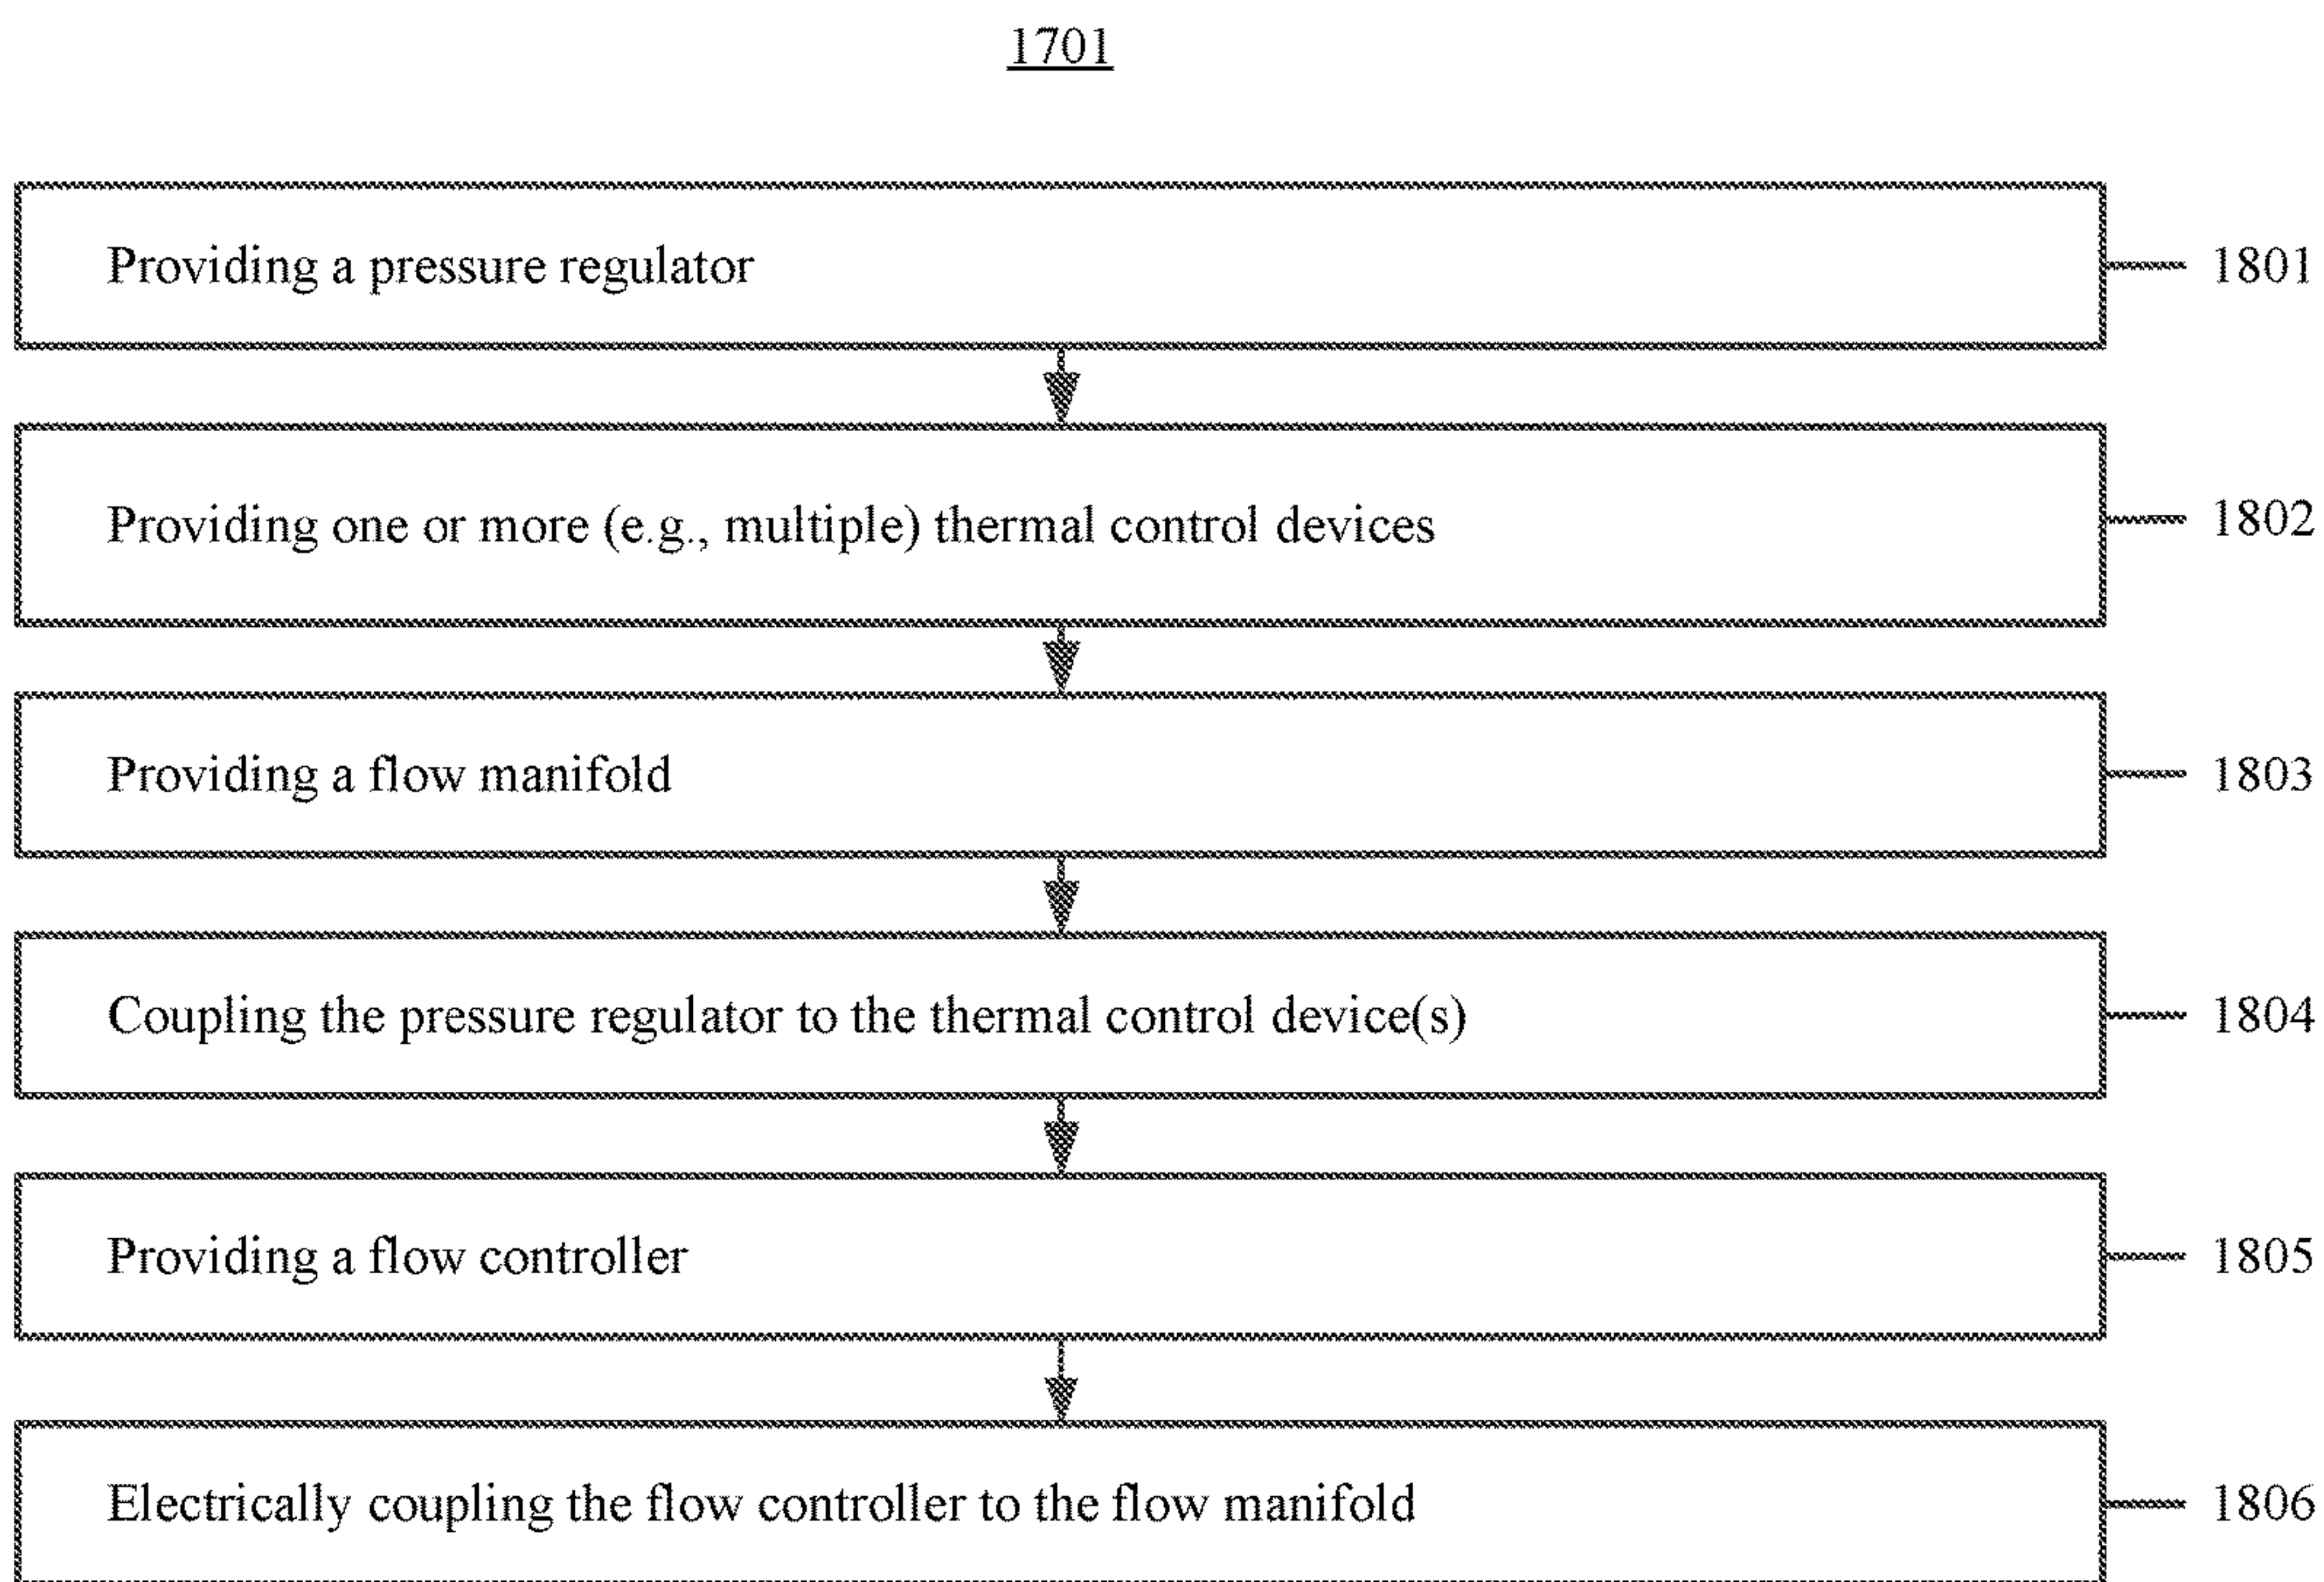 1701
Providing a pressure regulator
1801
Providing one or more (e.g., multiple) thermal control devices
1802
Providing a flow manifold
1803
Coupling the pressure regulator to the thermal control device(s)
1804
Providing a flow controller
1805
Electrically coupling the flow controller to the flow manifold
1806